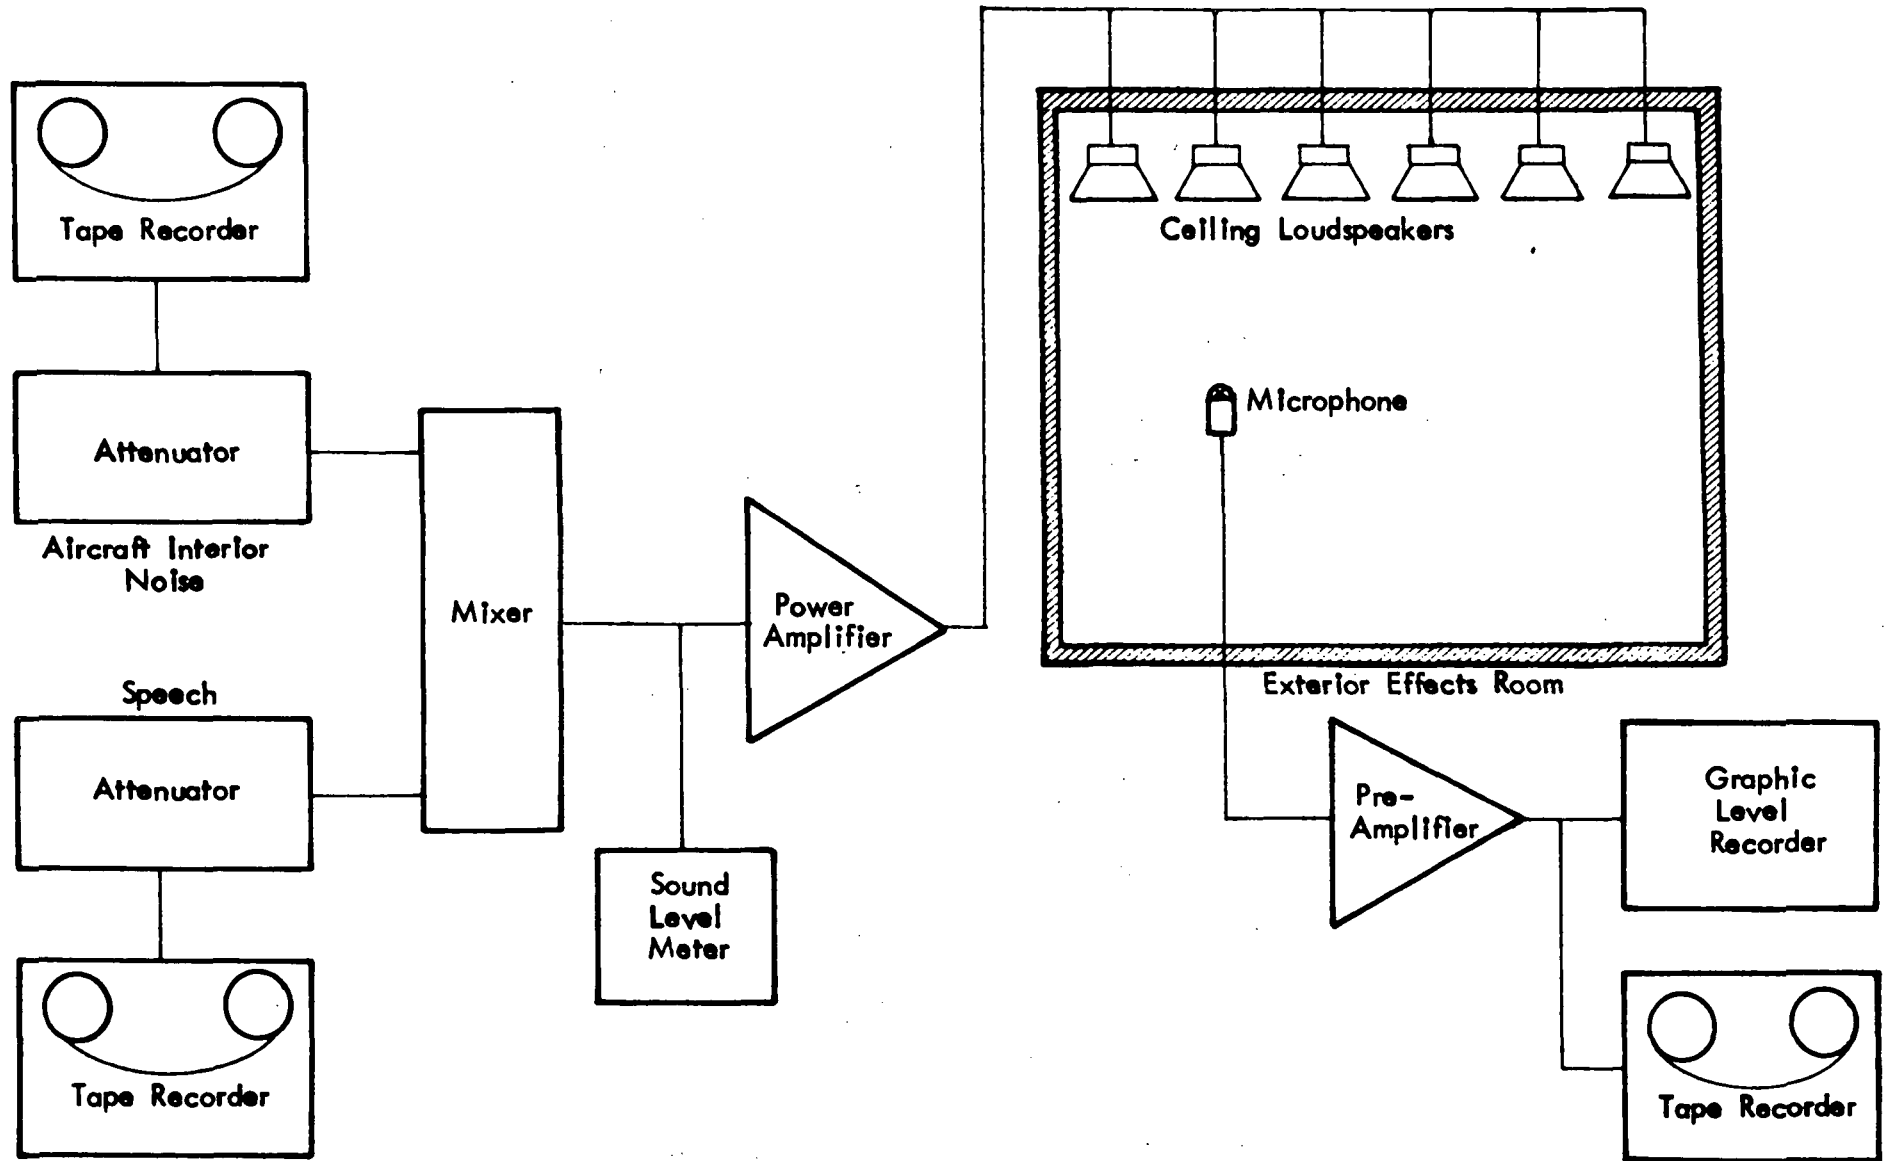 Tape Recorder
Attenuator
Aircraft Interior
Noise
Speech
Attenuator
Tape Recorder
Mixer
Sound
Level
Meter
Power
Amplifier
Ceiling Loudspeakers
Microphone
Exterior Effects Room
Pre-
Amplifier
Graphic
Level
Recorder
Tape Recorder